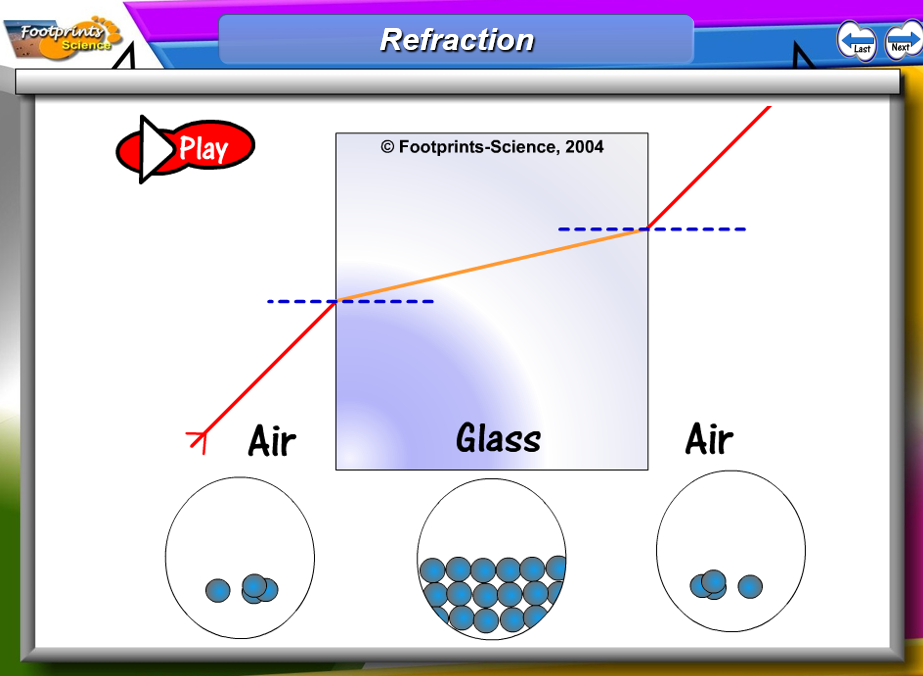 Footprints
Science
Refraction
Last
Next
Play
© Footprints-Science, 2004
Air
Glass
Air